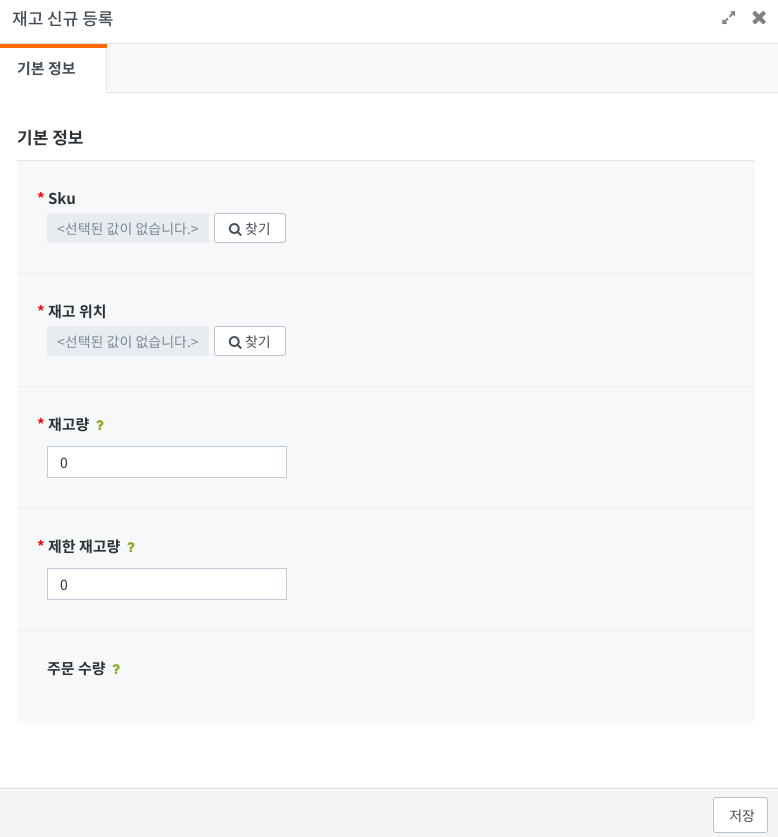 재고 신규 등록
기본 정보
기본 정보
* Sku
<선택된 값이 없습니다.> 찾기
* 재고 위치
<선택된 값이 없습니다.> 찾기
* 재고량 ?
0
* 제한 재고량 ?
0
주문 수량 ?
저장